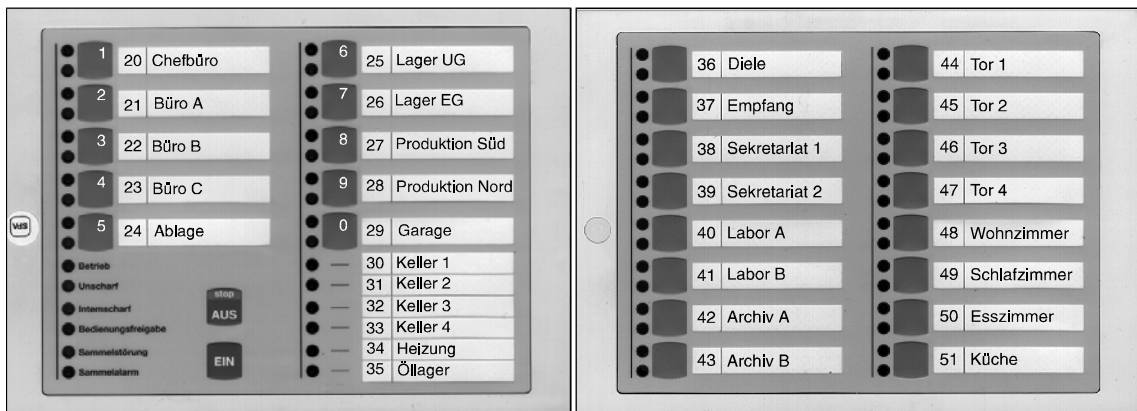 1 20 Chefbüro
2 21 Büro A
3 22 Büro B
4 23 Büro C
5 24 Ablage
Betrieb
Unscharf
Internscharf
Bedienungsfreigabe
Sammelstörung
Sammelalarm
stop
AUS
EIN
6 25 Lager UG
7 26 Lager EG
8 27 Produktion Süd
9 28 Produktion Nord
0 29 Garage
30 Keller 1
31 Keller 2
32 Keller 3
33 Keller 4
34 Heizung
35 Öllager
VdS
36 Diele
37 Empfang
38 Sekretariat 1
39 Sekretariat 2
40 Labor A
41 Labor B
42 Archiv A
43 Archiv B
44 Tor 1
45 Tor 2
46 Tor 3
47 Tor 4
48 Wohnzimmer
49 Schlafzimmer
50 Esszimmer
51 Küche